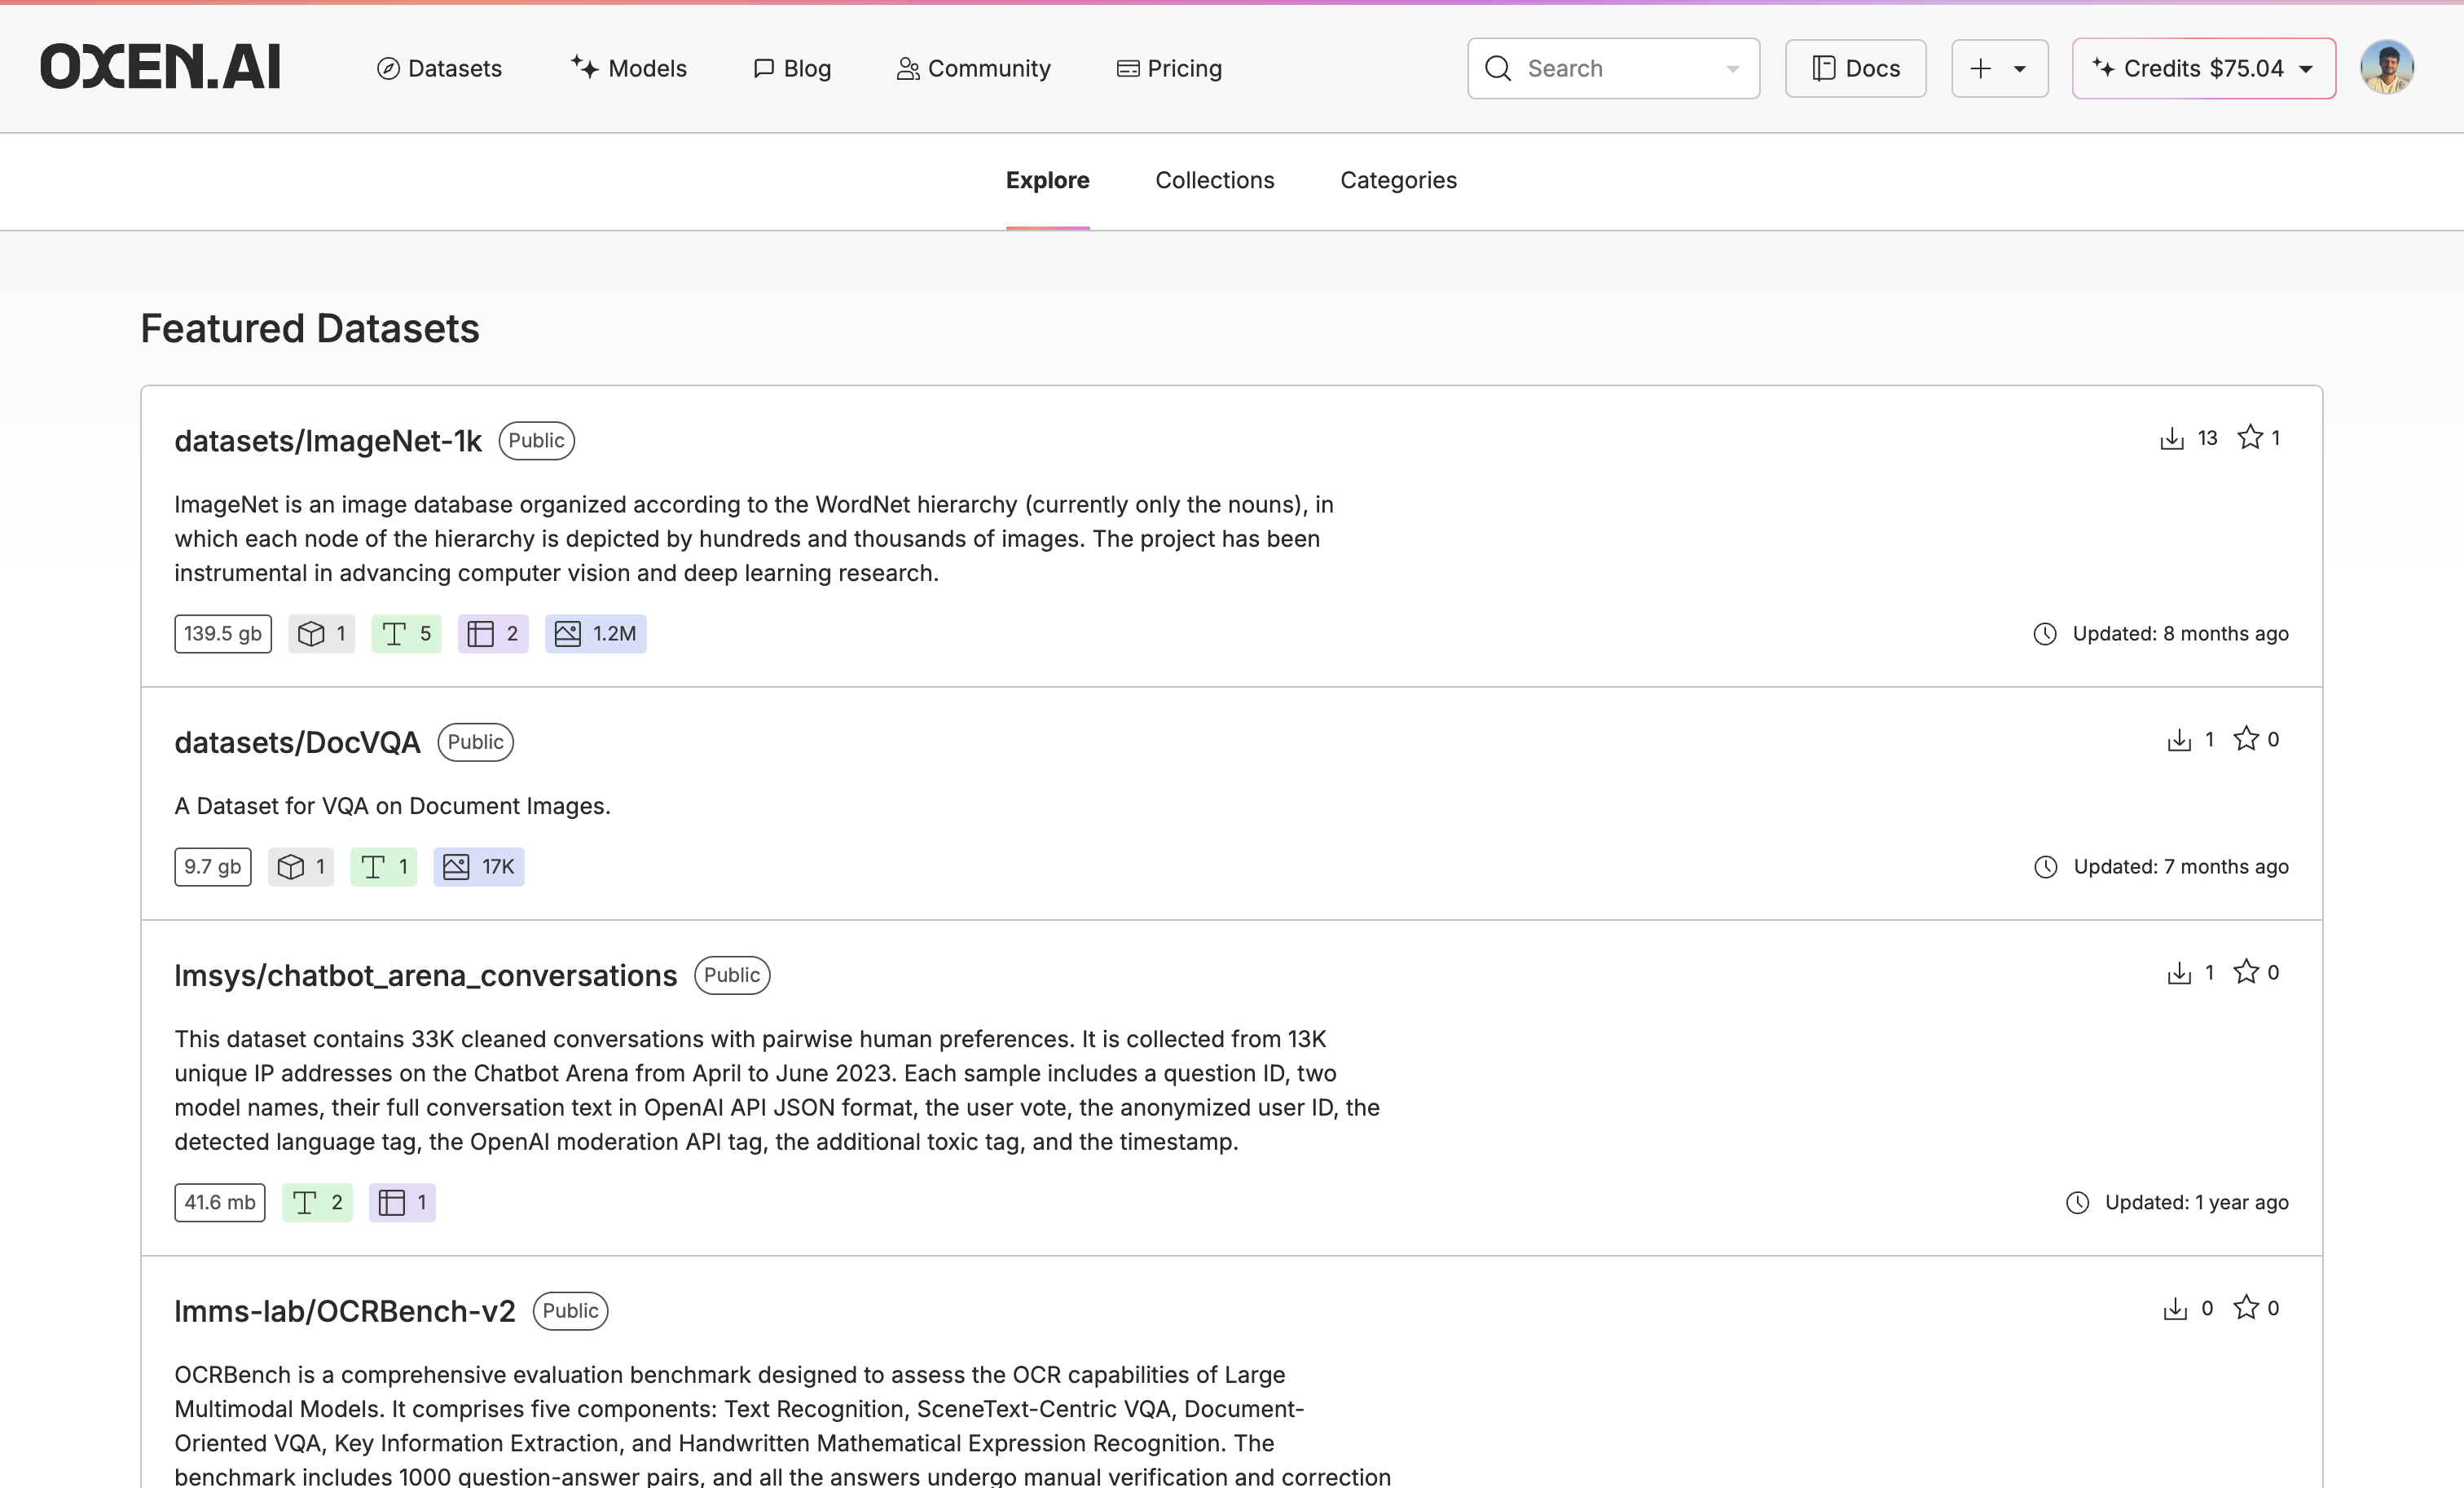 OXEN.AI
Datasets
Models
Blog
Community
Pricing
Search
Docs
Credits $75.04
Explore
Collections
Categories
Featured Datasets
datasets/ImageNet-1k Public
13 1
ImageNet is an image database organized according to the WordNet hierarchy (currently only the nouns), in
which each node of the hierarchy is depicted by hundreds and thousands of images. The project has been
instrumental in advancing computer vision and deep learning research.
139.5 gb 1 5 2 1.2M
Updated: 8 months ago
datasets/DocVQA Public
1 0
A Dataset for VQA on Document Images.
9.7 gb 1 1 17K
Updated: 7 months ago
lmsys/chatbot_arena_conversations Public
1 0
This dataset contains 33K cleaned conversations with pairwise human preferences. It is collected from 13K
unique IP addresses on the Chatbot Arena from April to June 2023. Each sample includes a question ID, two
model names, their full conversation text in OpenAI API JSON format, the user vote, the anonymized user ID, the
detected language tag, the OpenAI moderation API tag, the additional toxic tag, and the timestamp.
41.6 mb 2 1
Updated: 1 year ago
lmms-lab/OCRBench-v2 Public
0 0
OCRBench is a comprehensive evaluation benchmark designed to assess the OCR capabilities of Large
Multimodal Models. It comprises five components: Text Recognition, SceneText-Centric VQA, Document-
Oriented VQA, Key Information Extraction, and Handwritten Mathematical Expression Recognition. The
benchmark includes 1000 question-answer pairs, and all the answers undergo manual verification and correction